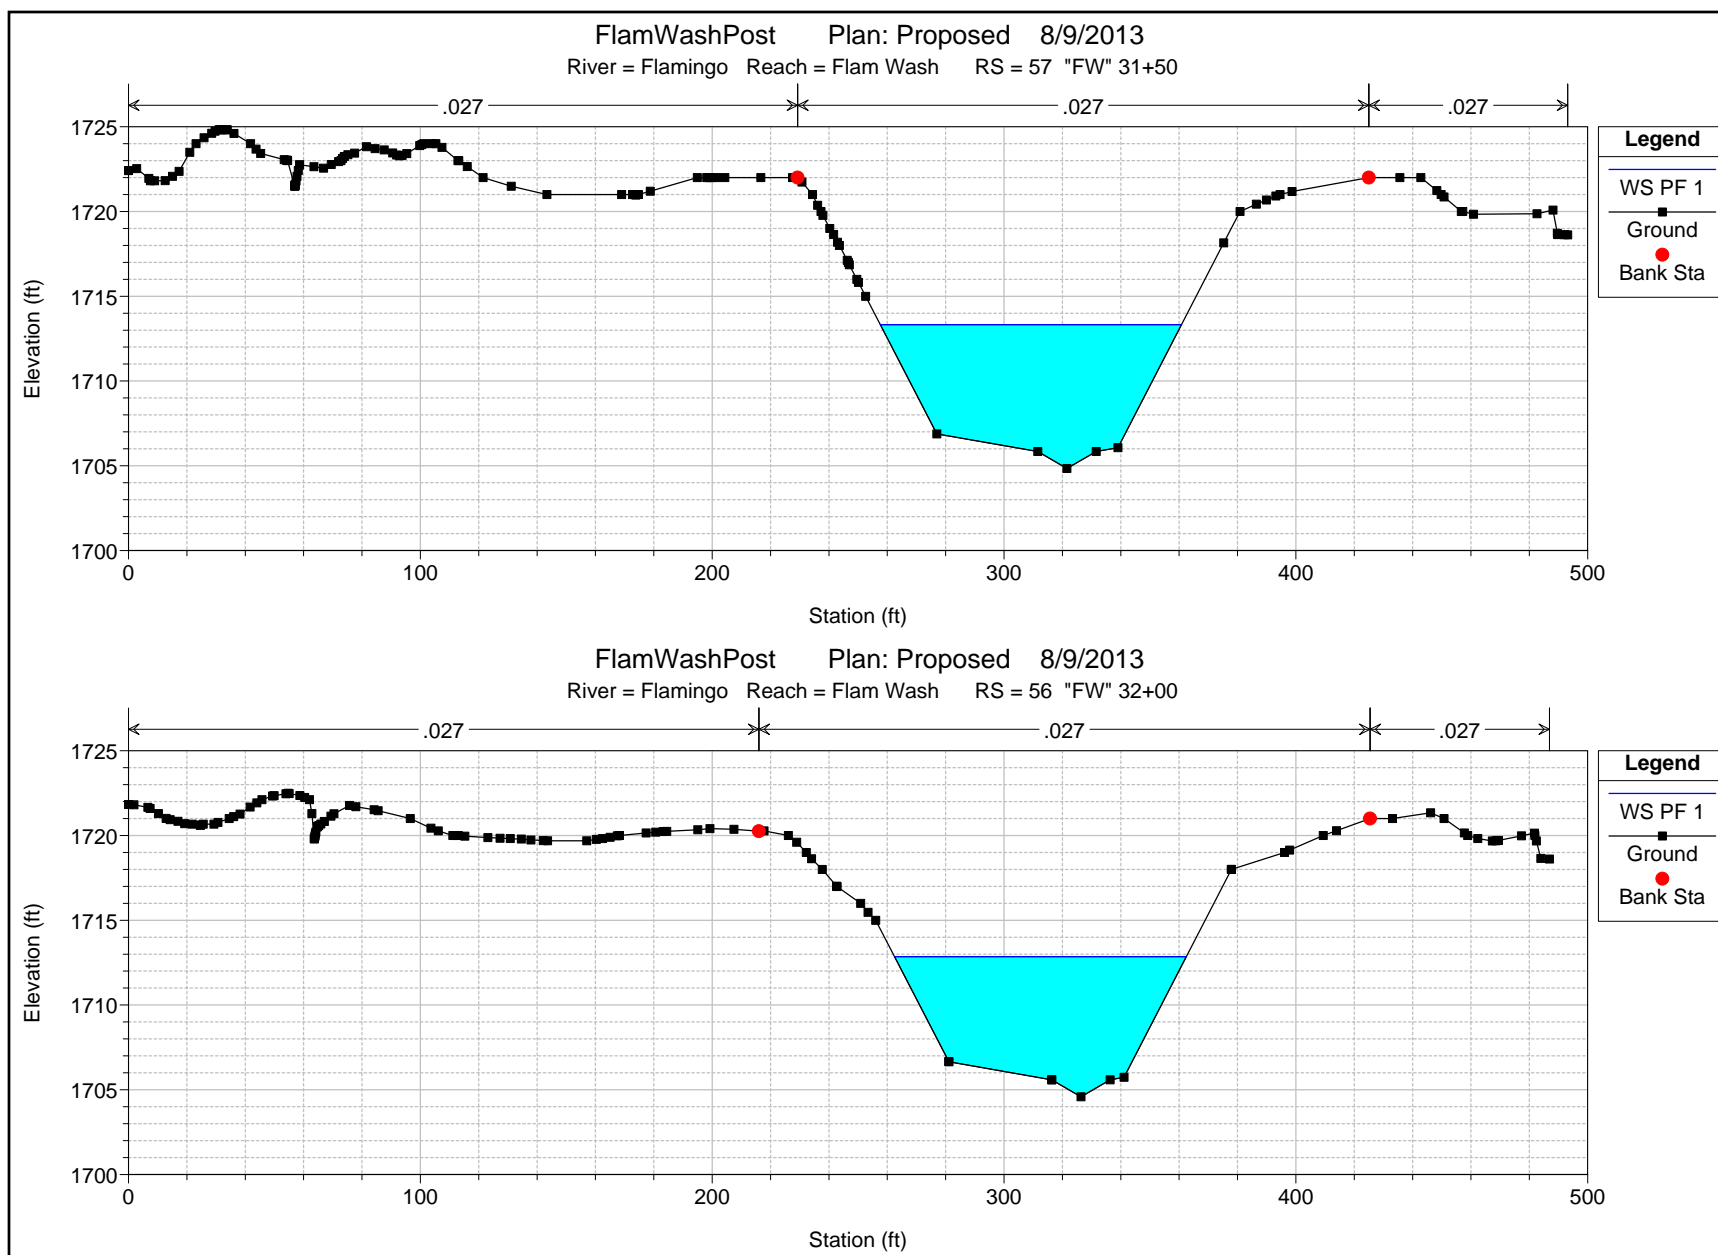 FlamWashPost Plan: Proposed 8/9/2013
River = Flamingo Reach = Flam Wash RS = 57 "FW" 31+50
.027 .027 .027
1725
1720
1715
1710
1705
1700
Elevation (ft)
0 100 200 300 400 500
Station (ft)
Legend
WS PF 1
Ground
Bank Sta
FlamWashPost Plan: Proposed 8/9/2013
River = Flamingo Reach = Flam Wash RS = 56 "FW" 32+00
.027 .027 .027
1725
1720
1715
1710
1705
1700
Elevation (ft)
0 100 200 300 400 500
Station (ft)
Legend
WS PF 1
Ground
Bank Sta